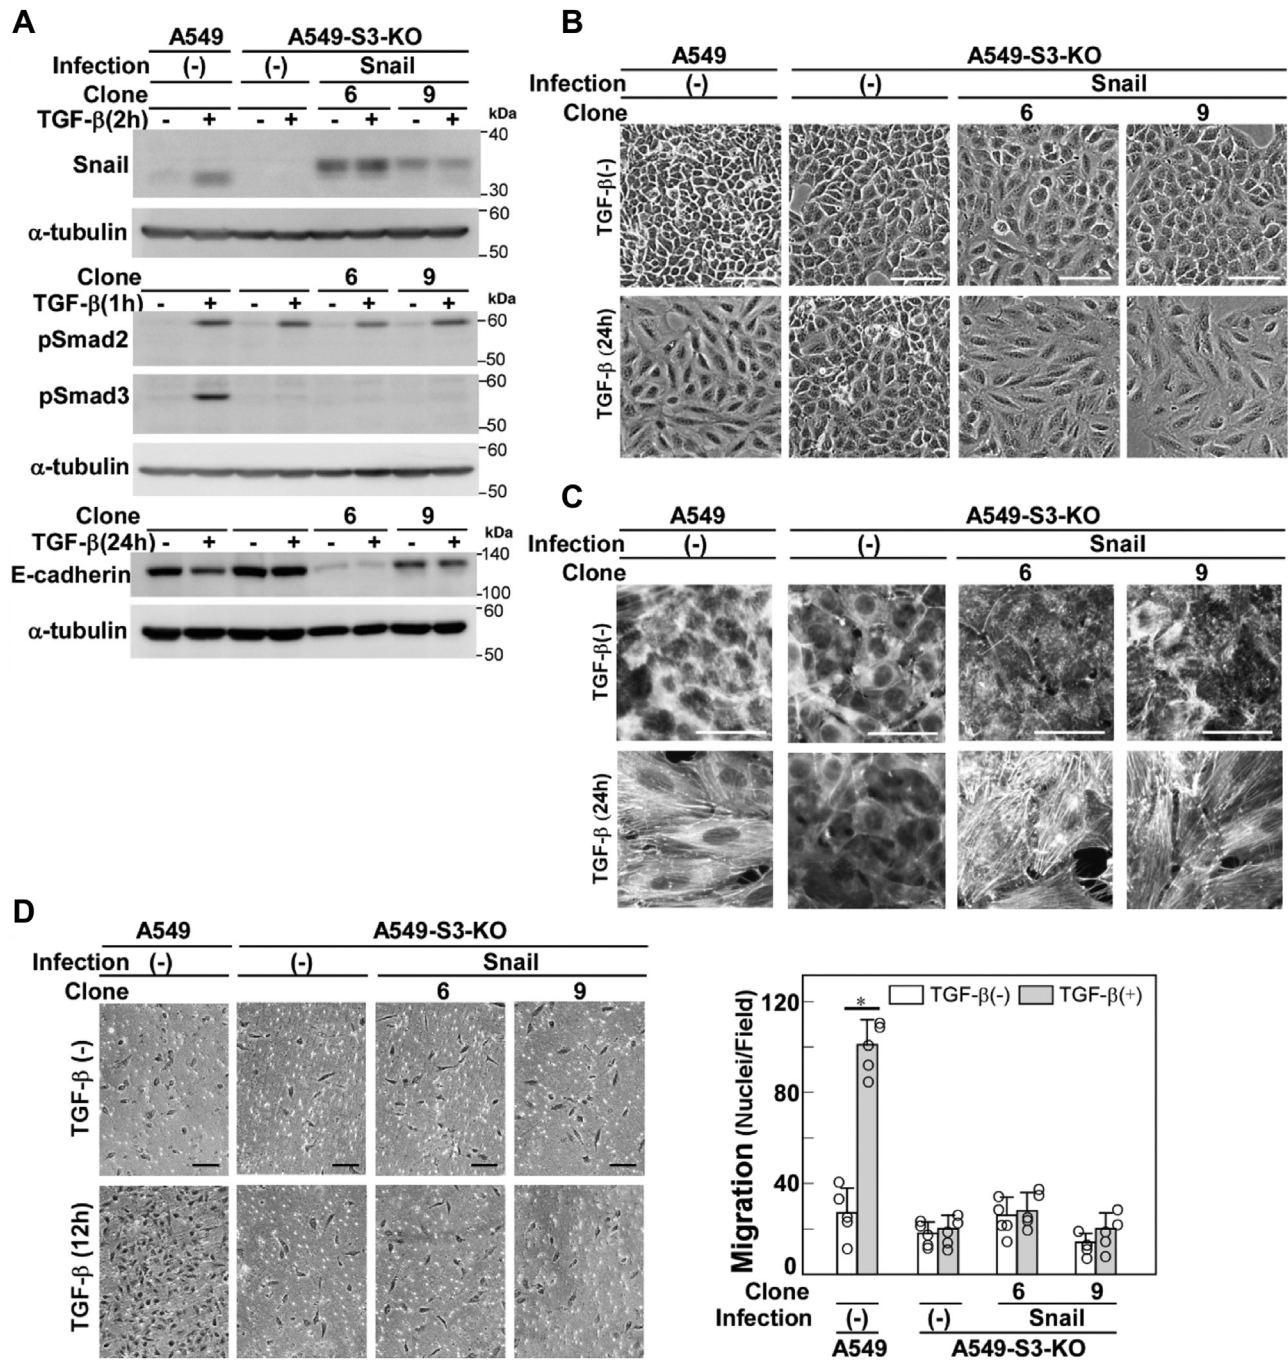 A
A549 A549-S3-KO
Infection (-) (-) Snail
Clone 6 9
TGF-β(2h) - + - + - + - + kDa
Snail
-40
30
α-tubulin
-60
-50
Clone 6 9
TGF-β(1h) - + - + - + - + kDa
pSmad2
-60
-50
pSmad3
-60
-50
α-tubulin
60
-50
Clone 6 9
TGF-β(24h) - + - + - + - + kDa
E-cadherin
-140
-100
α-tubulin
-60
-50
B
A549 A549-S3-KO
Infection (-) (-) Snail
Clone 6 9
TGF-β(-)
TGF-β (24h)
C
A549 A549-S3-KO
Infection (-) (-) Snail
Clone 6 9
TGF-β(-)
TGF-β (24h)
D
A549 A549-S3-KO
Infection (-) (-) Snail
Clone 6 9
TGF-β (-)
TGF-β (12h)
Migration (Nuclei/Field)
120
80
40
0
TGF-β(-) TGF-β(+)
*
Clone 6 9
Infection (-) (-) Snail
A549 A549-S3-KO